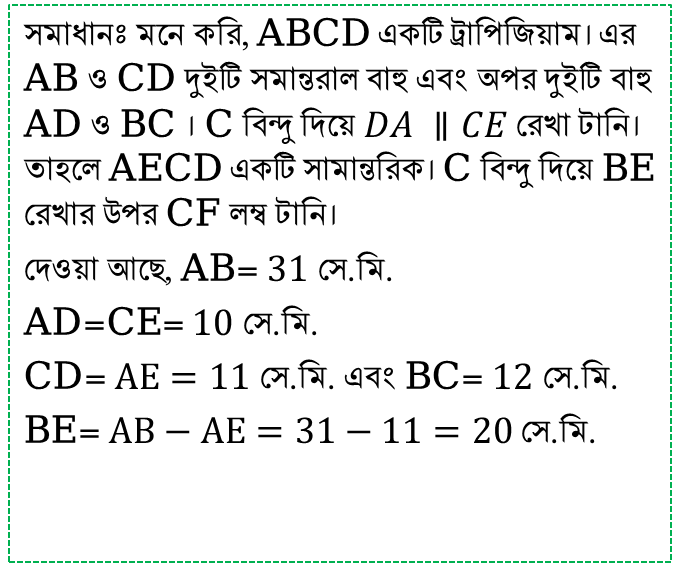 সমাধানঃ মনে করি, ABCD একটি ট্রাপিজিয়াম। এর
AB ও CD দুইটি সমান্তরাল বাহু এবং অপর দুইটি বাহু
AD ও BC । C বিন্দু দিয়ে DA ∥ CE রেখা টানি।
তাহলে AECD একটি সামান্তরিক। C বিন্দু দিয়ে BE
রেখার উপর CF লম্ব টানি।
দেওয়া আছে, AB= 31 সে.মি.
AD=CE= 10 সে.মি.
CD= AE = 11 সে.মি. এবং BC= 12 সে.মি.
BE= AB − AE = 31 − 11 = 20 সে.মি.